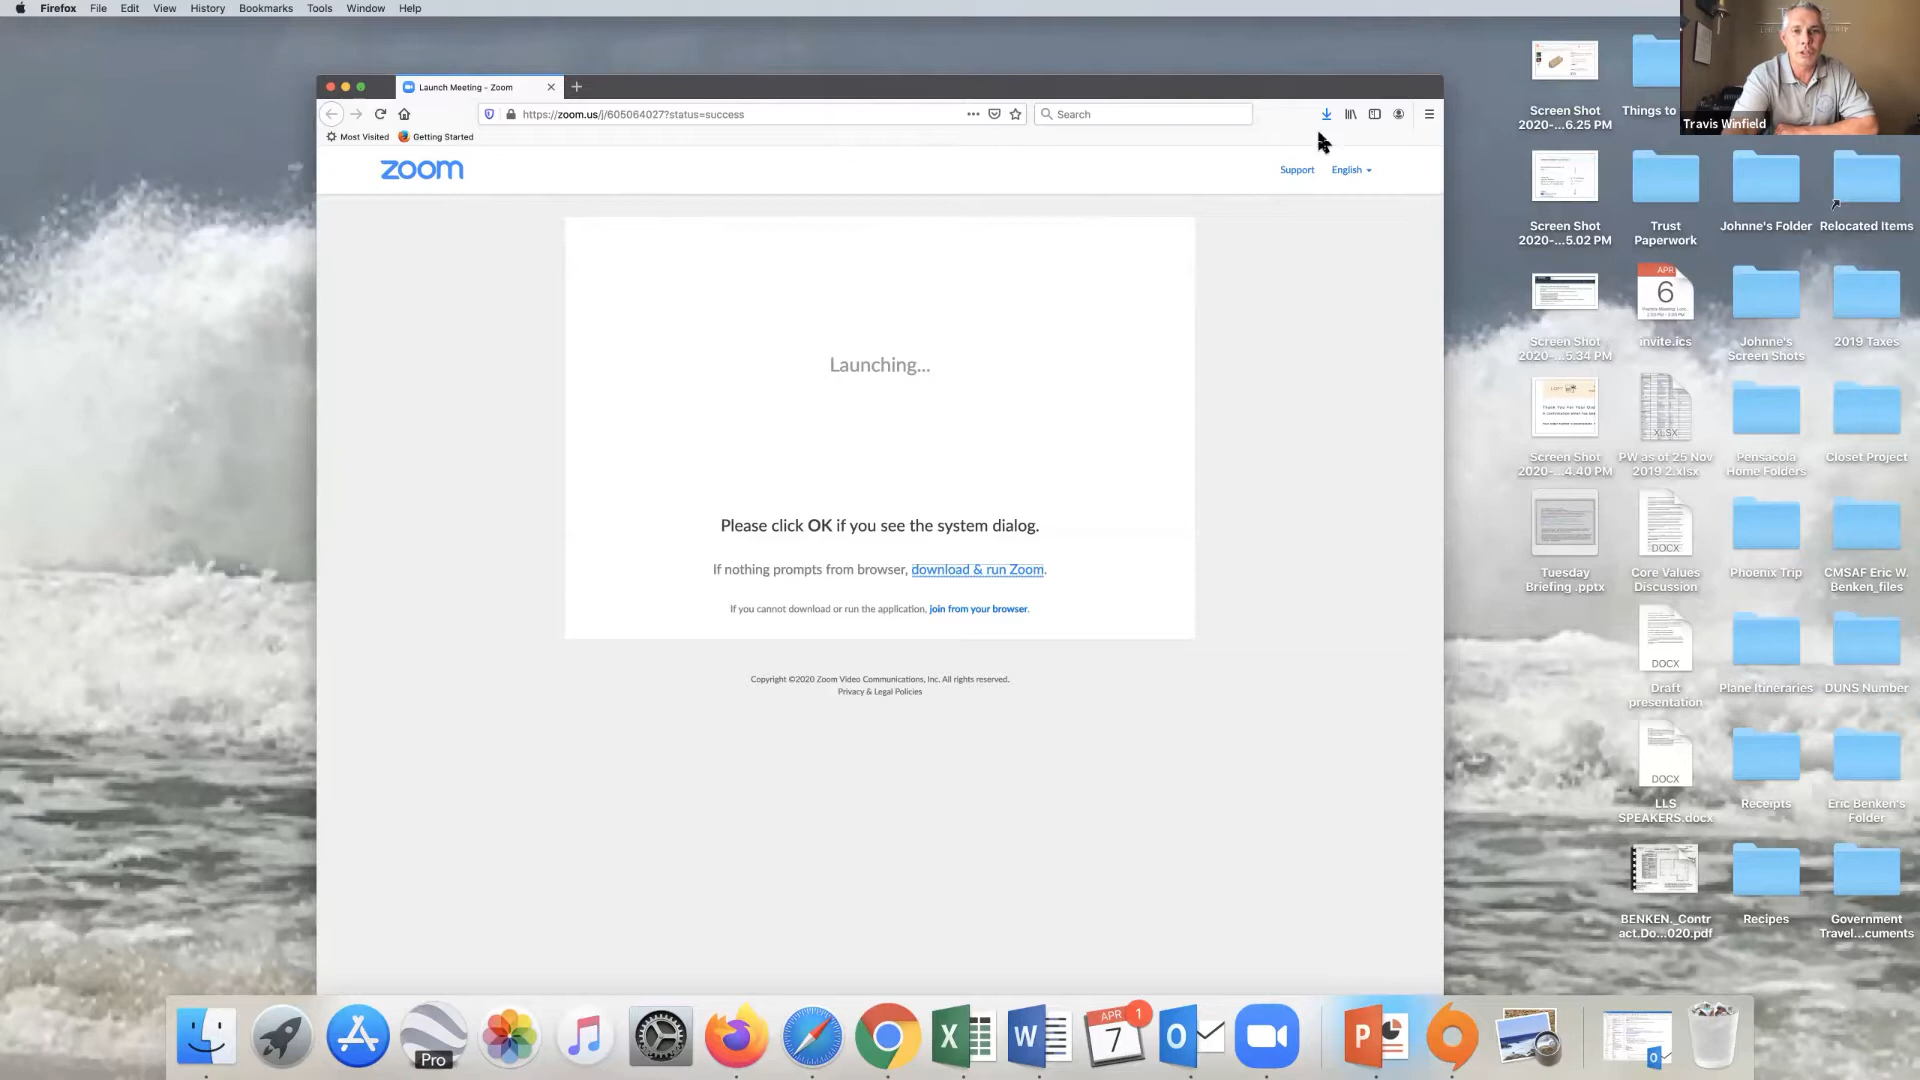 Firefox File Edit View History Bookmarks Tools Window Help
Travis Winfield
Launch Meeting - Zoom
https://zoom.us/j/605064027?status=success
Search
Most Visited Getting Started
zoom
Support English
Launching...
Please click OK if you see the system dialog.
If nothing prompts from browser, download & run Zoom.
If you cannot download or run the application, join from your browser.
Copyright ©2020 Zoom Video Communications, Inc. All rights reserved.
Privacy & Legal Policies
Screen Shot
2020-...6.25 PM
Things to
Screen Shot
2020-...5.02 PM
Trust
Paperwork
Johnne's Folder
Relocated Items
Screen Shot
2020-...5.34 PM
APR
6
invite.ics
Johnne's
Screen Shots
2019 Taxes
Screen Shot
2020-...4.40 PM
XLSX
PW as of 25 Nov
2019 2.xlsx
Pensacola
Home Folders
Closet Project
Tuesday
Briefing .pptx
DOCX
Core Values
Discussion
Phoenix Trip
CMSAF Eric W.
Benken_files
DOCX
Draft
presentation
Plane Itineraries
DUNS Number
DOCX
LLS
SPEAKERS.docx
Receipts
Eric Benken's
Folder
BENKEN._Contr
act.Do...020.pdf
Recipes
Government
Travel...cuments
Pro
X
W
APR
7
1
O
P
O